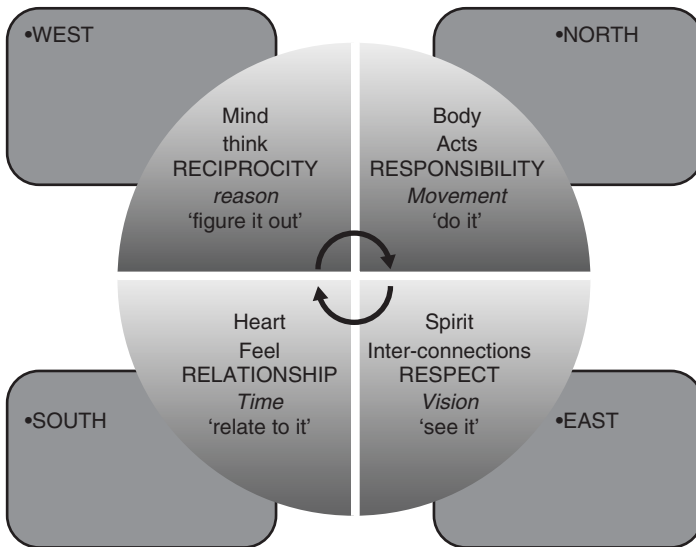 •WEST
•NORTH
Mind
think
RECIPROCITY
reason
‘figure it out’
Body
Acts
RESPONSIBILITY
Movement
‘do it’
Heart
Feel
RELATIONSHIP
Time
‘relate to it’
Spirit
Inter-connections
RESPECT
Vision
‘see it’
•SOUTH
•EAST